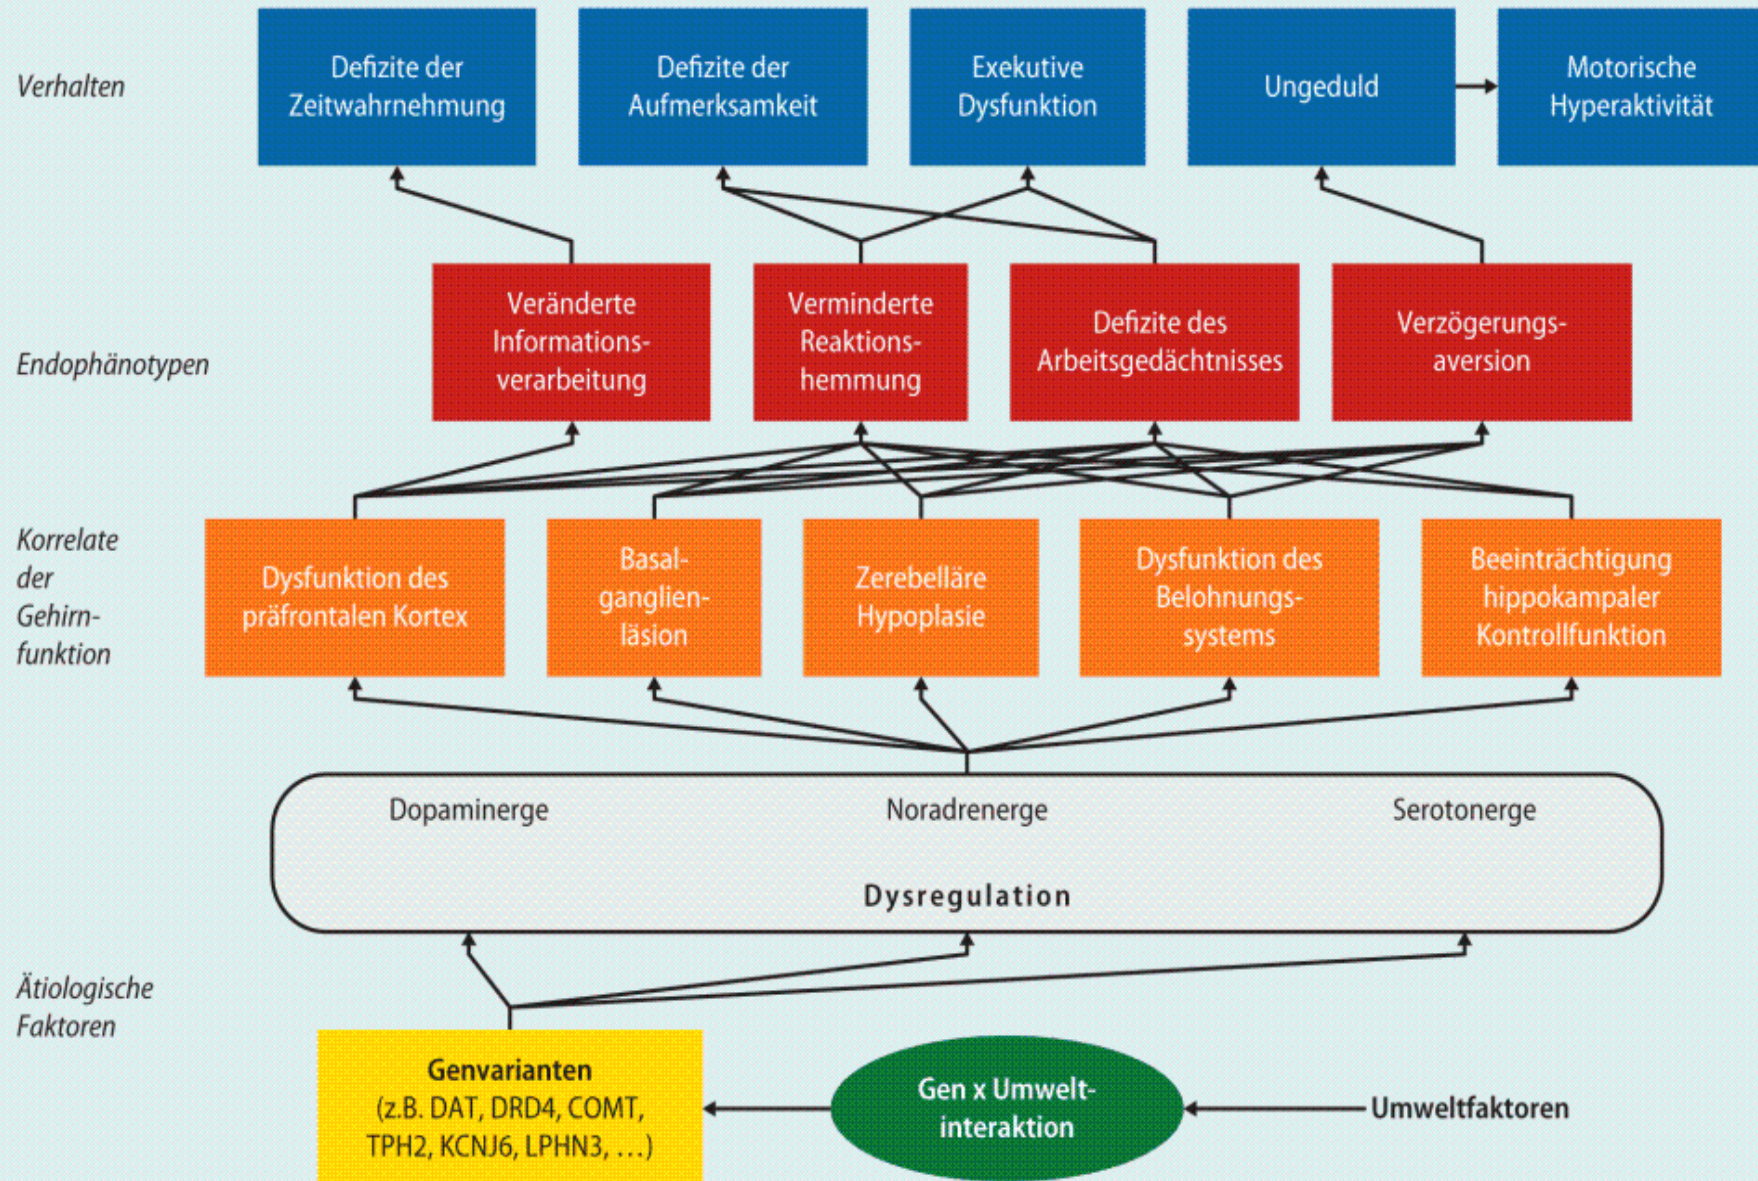 Verhalten
Defizite der
Zeitwahrnehmung
Defizite der
Aufmerksamkeit
Exekutive
Dysfunktion
Ungeduld
Motorische
Hyperaktivität
Endophänotypen
Veränderte
Informations-
verarbeitung
Verminderte
Reaktions-
hemmung
Defizite des
Arbeitsgedächtnisses
Verzögerungs-
aversion
Korrelate
der
Gehirn-
funktion
Dysfunktion des
präfrontalen Kortex
Basal-
ganglien-
läsion
Zerebelläre
Hypoplasie
Dysfunktion des
Belohnungs-
systems
Beeinträchtigung
hippokampaler
Kontrollfunktion
Dopaminerge
Noradrenerge
Serotonerge
Dysregulation
Ätiologische
Faktoren
Genvarianten
(z.B. DAT, DRD4, COMT,
TPH2, KCNJ6, LPHN3, …)
Gen x Umwelt-
interaktion
Umweltfaktoren